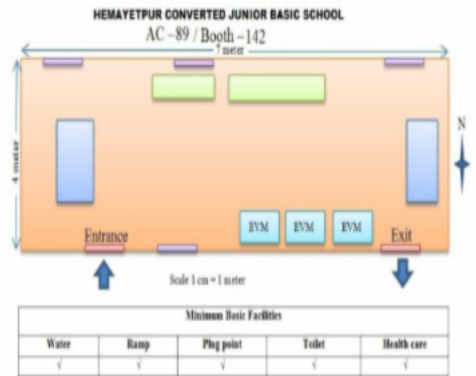 HEMAYETPUR CONVERTED JUNIOR BASIC SCHOOL
AC -89 / Booth -142
7 meter
4 meter
N
EVM EVM EVM
Entrance Exit
Scale 1 cm = 1 meter
Minimum Basic Facilities
Water Ramp Plug point Toilet Health care
√ √ √ √ √